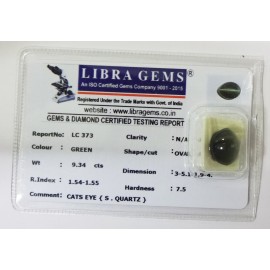 LIBRA GEMS ®
An ISO Certified Gems Company 9001 - 2015
Registered Under the Trade Marks with Govt. of India
website : www.libragems.co.in
GEMS & DIAMOND CERTIFIED TESTING REPORT
ReportNo: LC 373 Clarity N/A
Colour : GREEN Shape/cut : OVAL
Wt : 9.34 cts Dimension :
R.Index : 1.54-1.55 Hardness : 7.5
Comment: CATS EYE ( S . QUARTZ )